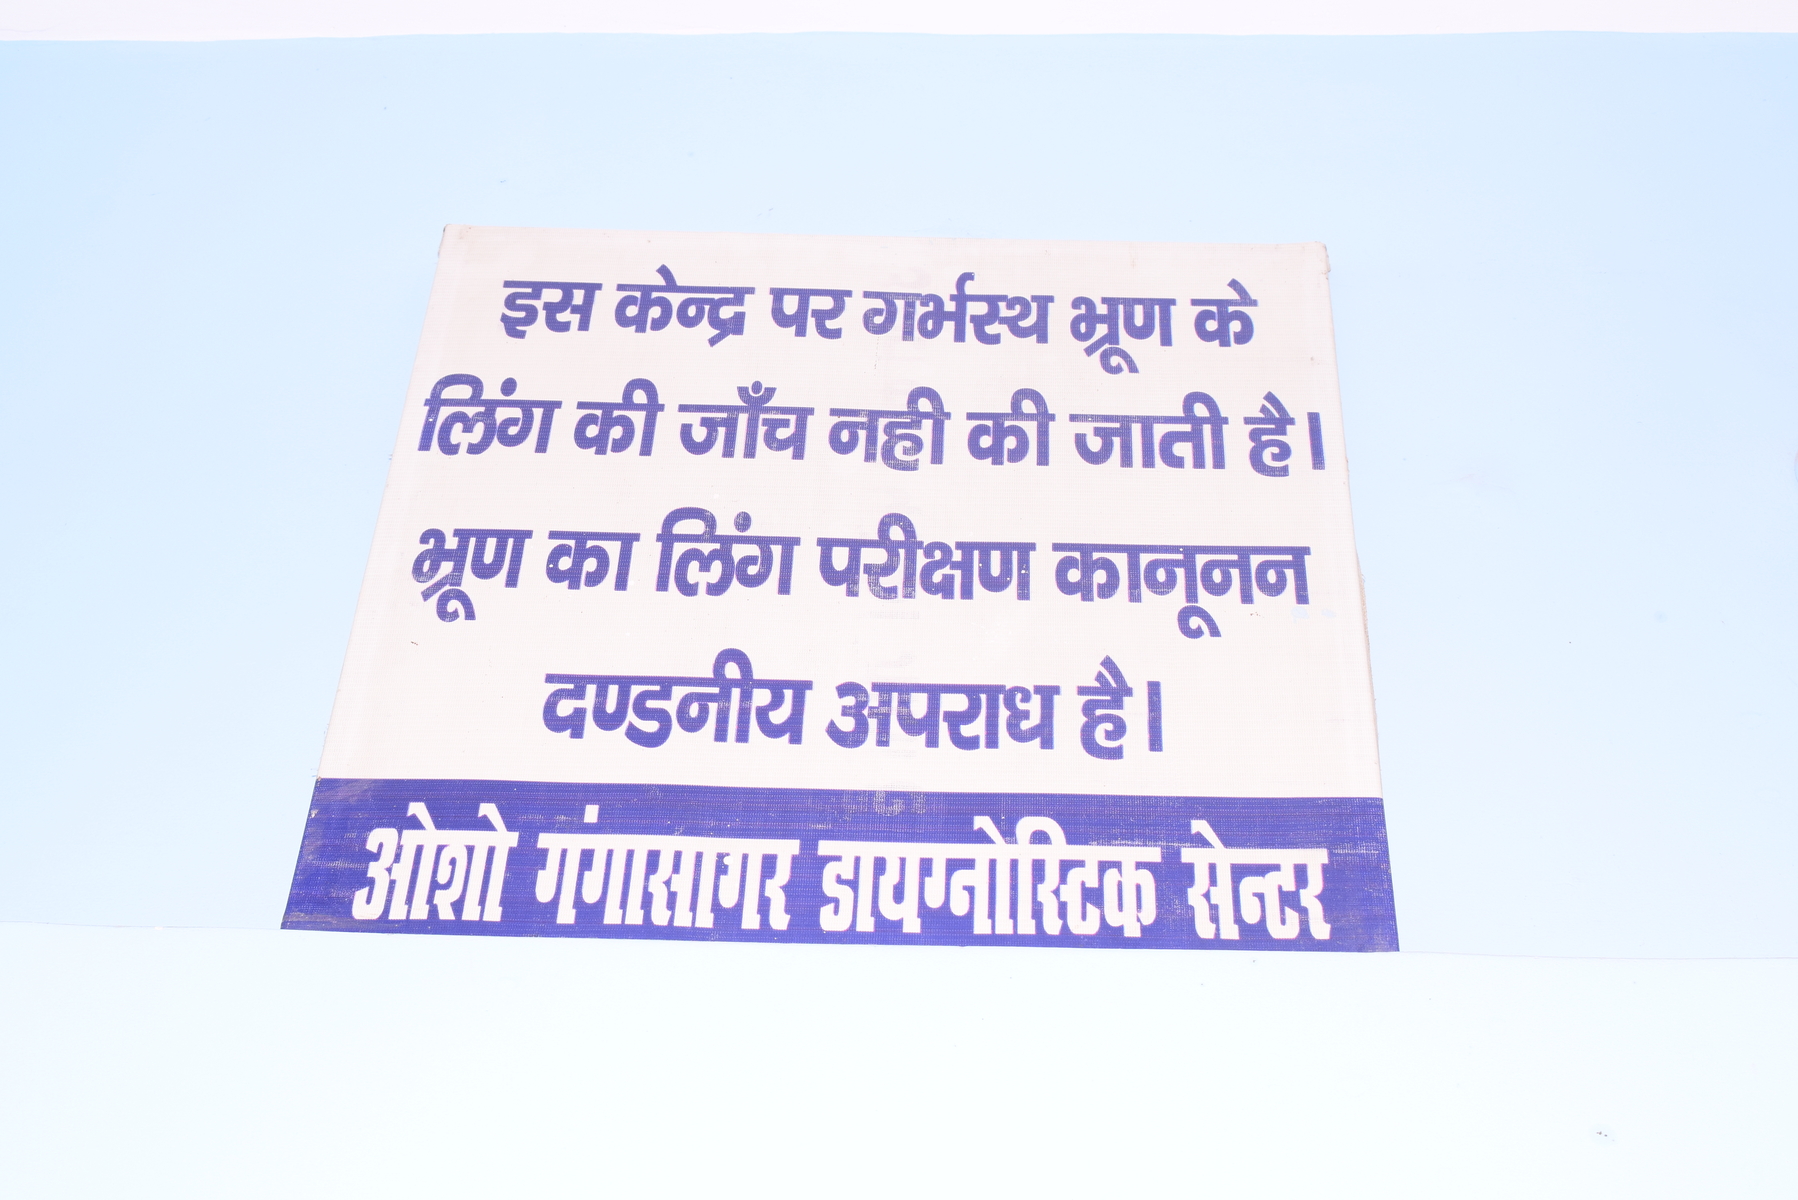 इस केन्द्र पर गर्भस्थ भ्रूण के
लिंग की जाँच नही की जाती है।
भ्रूण का लिंग परीक्षण कानूनन
दण्डनीय अपराध है।
ओशो गंगासागर डायग्नोस्टिक सेन्टर